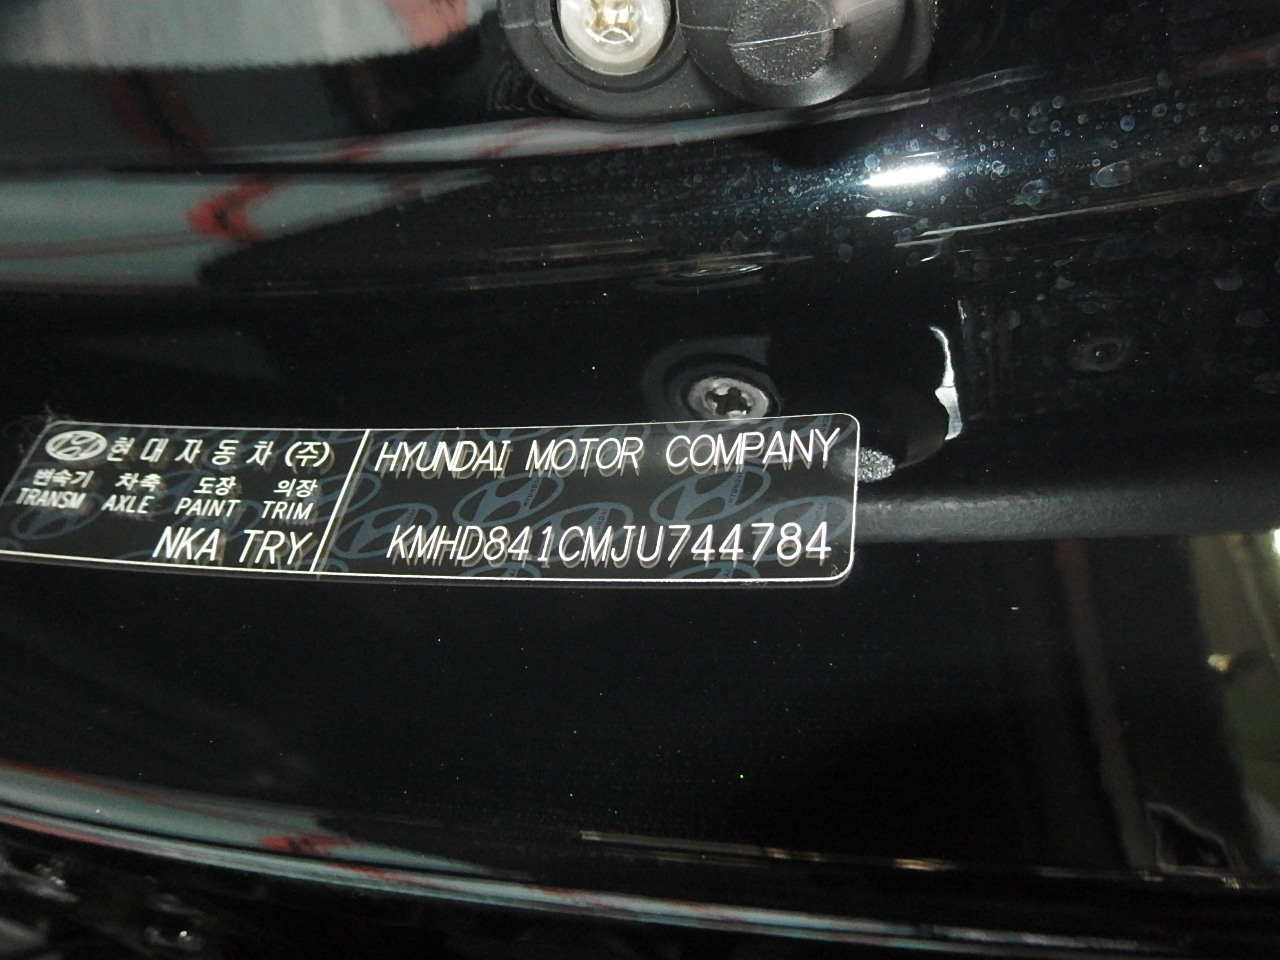 현대자동차(주)
변속기 차축 도장 의장
TRANSM AXLE PAINT TRIM
NKA TRY
HYUNDAI MOTOR COMPANY
KMHD841CMJU744784